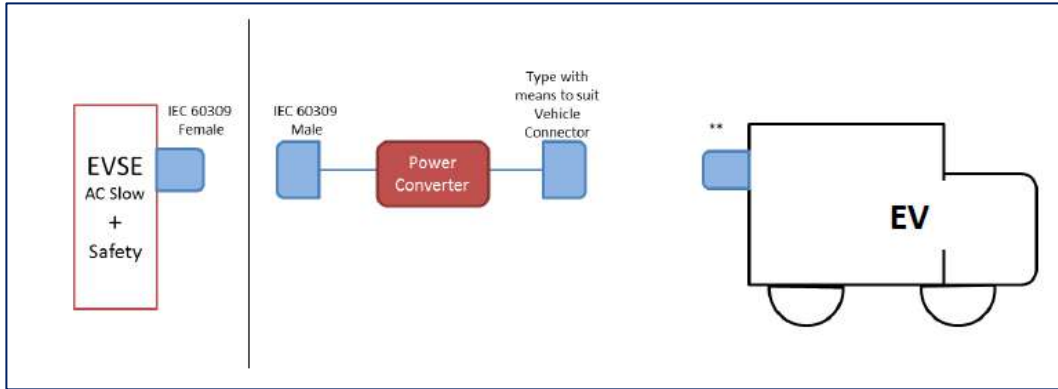 IEC 60309
Female
EVSE
AC Slow
+
Safety
IEC 60309
Male
Power
Converter
Type with
means to suit
Vehicle
Connector
**
EV